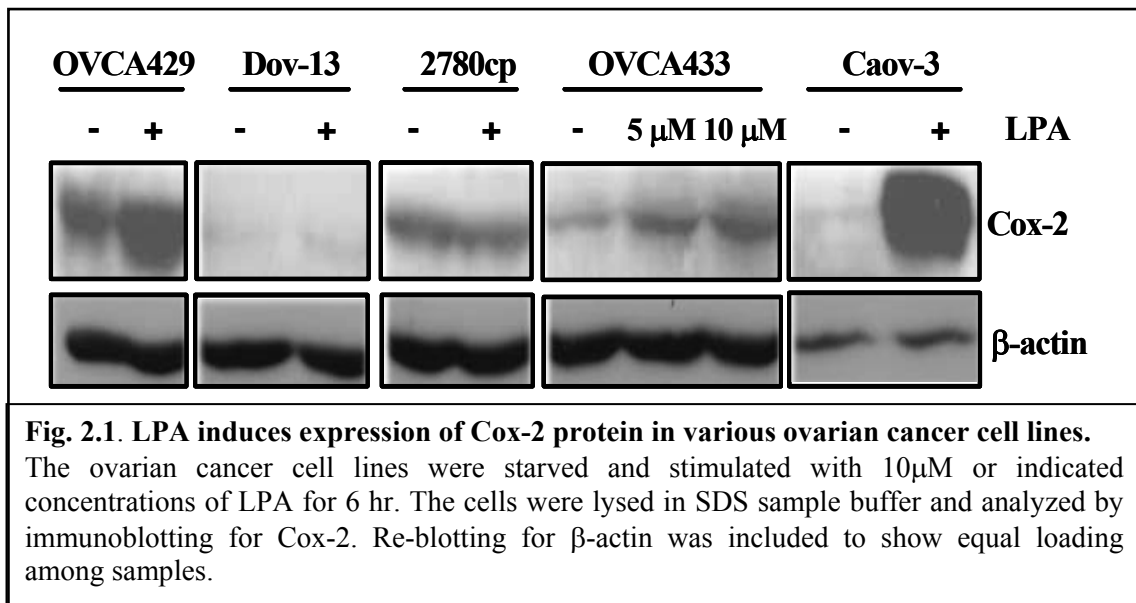 OVCA429 Dov-13 2780cp OVCA433 Caov-3
- + - + - + - 5 μM 10 μM - + LPA
Cox-2
β-actin
Fig. 2.1. LPA induces expression of Cox-2 protein in various ovarian cancer cell lines.
The ovarian cancer cell lines were starved and stimulated with 10μM or indicated
concentrations of LPA for 6 hr. The cells were lysed in SDS sample buffer and analyzed by
immunoblotting for Cox-2. Re-blotting for β-actin was included to show equal loading
among samples.